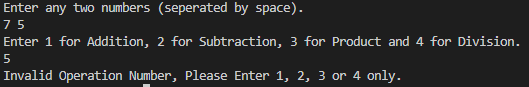 Enter any two numbers (seperated by space).
7 5
Enter 1 for Addition, 2 for Subtraction, 3 for Product and 4 for Division.
5
Invalid Operation Number, Please Enter 1, 2, 3 or 4 only.